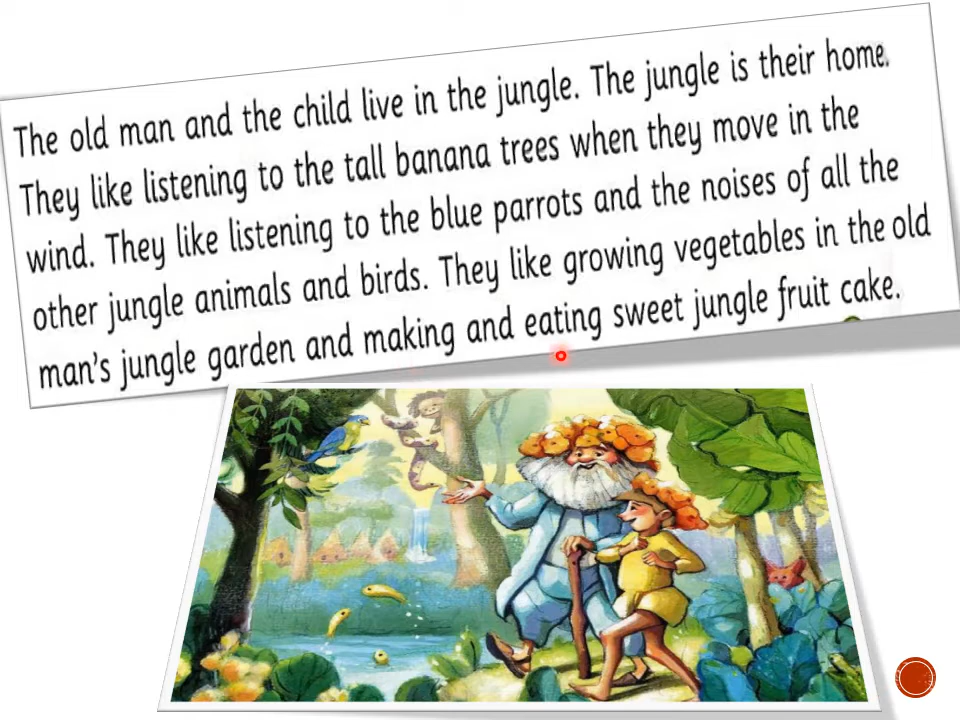 The old man and the child live in the jungle. The jungle is their home.
They like listening to the tall banana trees when they move in the
wind. They like listening to the blue parrots and the noises of all the
other jungle animals and birds. They like growing vegetables in the old
man's jungle garden and making and eating sweet jungle fruit cake.